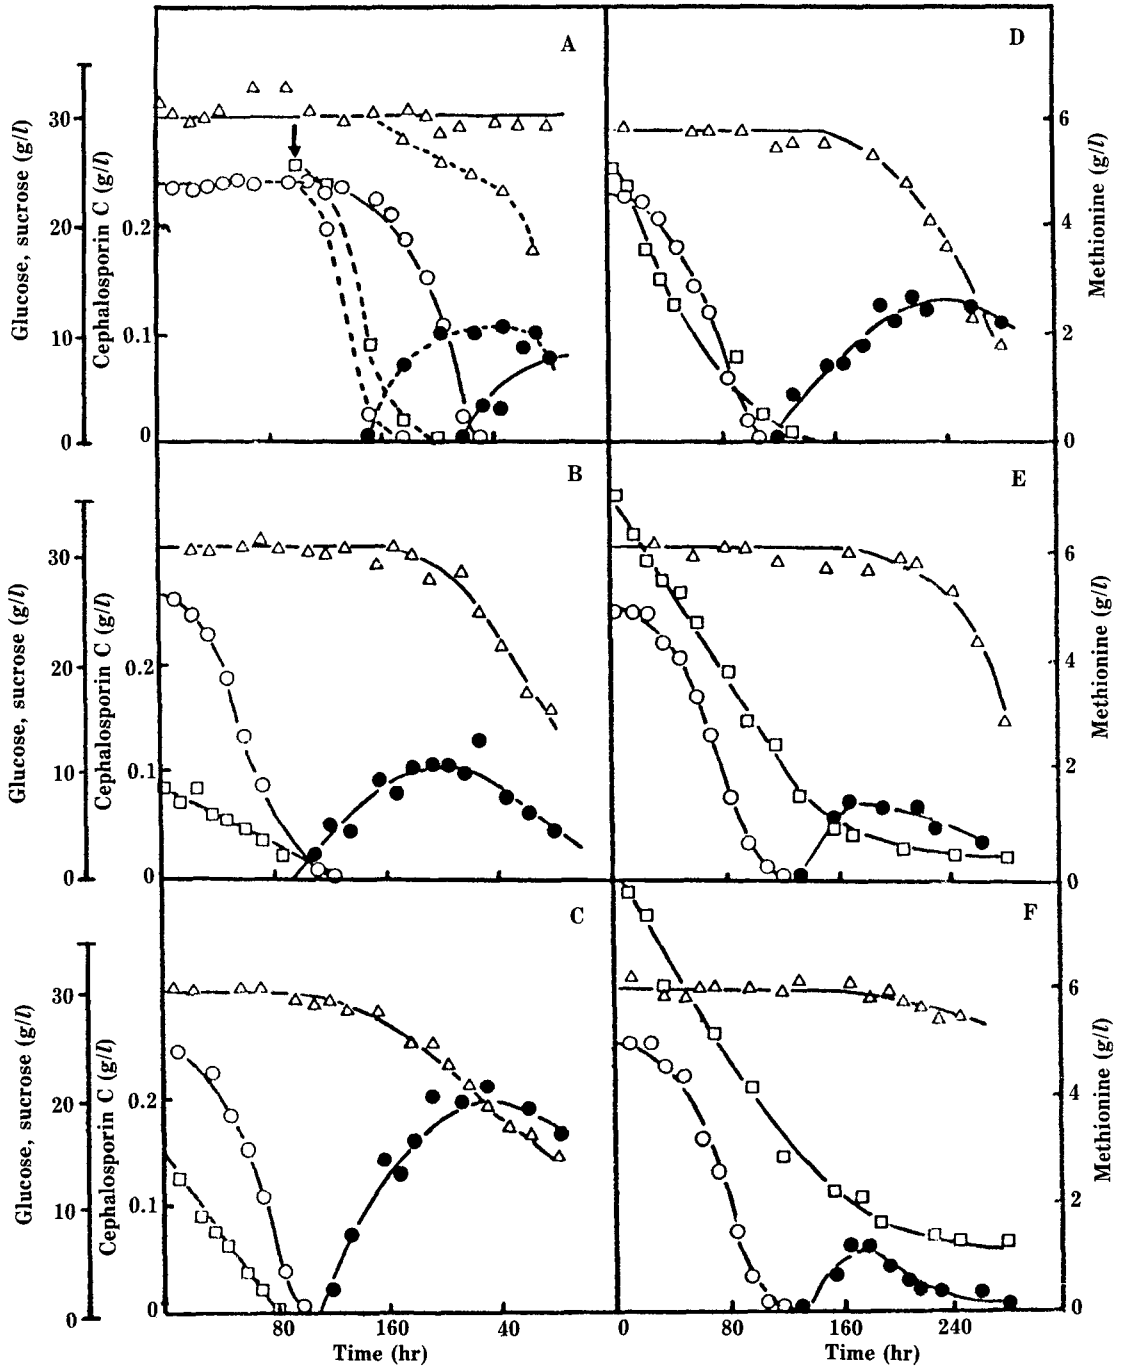 A
D
30
20
10
0
Glucose, sucrose (g/l)
Cephalosporin C (g/l)
0.2
0.1
0
6
4
2
0
Methionine (g/l)
B
E
30
20
10
0
Glucose, sucrose (g/l)
Cephalosporin C (g/l)
0.2
0.1
0
6
4
2
0
Methionine (g/l)
C
F
30
20
10
0
Glucose, sucrose (g/l)
Cephalosporin C (g/l)
0.2
0.1
0
6
4
2
0
Methionine (g/l)
80 160 40
Time (hr)
0 80 160 240
Time (hr)